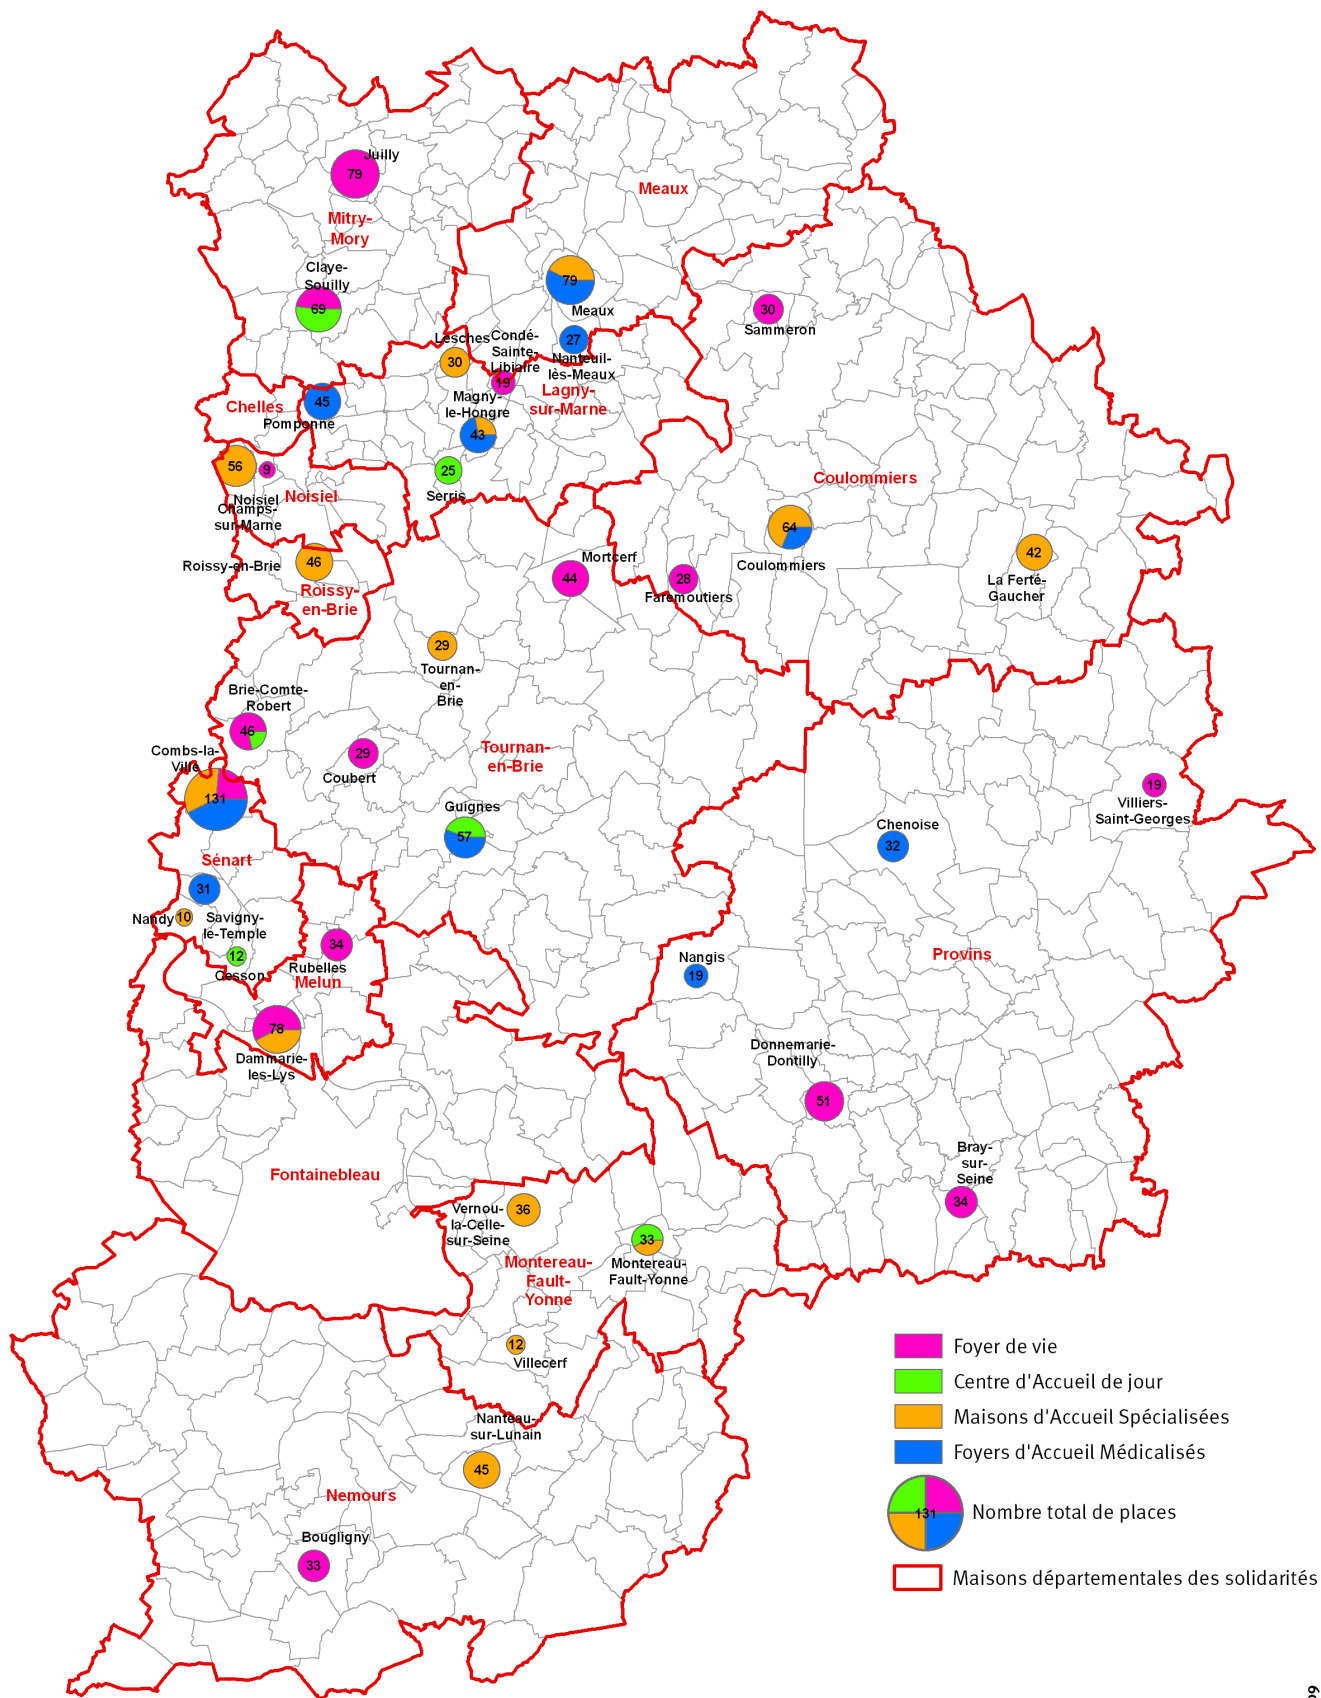 Juilly
79
Mitry-
Mory
Meaux
Claye-
Souilly
69
79
Meaux
30
Sammeron
27
Nanteuil-
lès-Meaux
Lesches
30
Condé-
Sainte-
Libiaire
19
Lagny-
sur-Marne
Chelles
45
Pomponne
Magny-
le-Hongre
43
25
Serris
56
9
Noisiel
Noisiel
Champs-
sur-Marne
Coulommiers
64
Coulommiers
42
La Ferté-
Gaucher
Roissy-en-Brie
46
Roissy-
en-Brie
Mortcerf
44
28
Faremoutiers
29
Tournan-
en-
Brie
Brie-Comte-
Robert
46
Combs-la-
Ville
131
29
Coubert
Tournan-
en-Brie
Guignes
57
19
Villiers-
Saint-Georges
Chenoise
32
Sénart
31
Nandy
10
Savigny-
le-Temple
12
Cesson
34
Rubelles
Melun
Nangis
19
Provins
78
Dammarie-
les-Lys
Donnemarie-
Dontilly
51
Bray-
sur-
Seine
34
Fontainebleau
Vernou-
la-Celle-
sur-Seine
36
33
Montereau-
Fault-Yonne
Montereau-
Fault-
Yonne
12
Villecerf
Nanteau-
sur-Lunain
45
Nemours
Bougligny
33
Foyer de vie
Centre d'Accueil de jour
Maisons d'Accueil Spécialisées
Foyers d'Accueil Médicalisés
131
Nombre total de places
Maisons départementales des solidarités